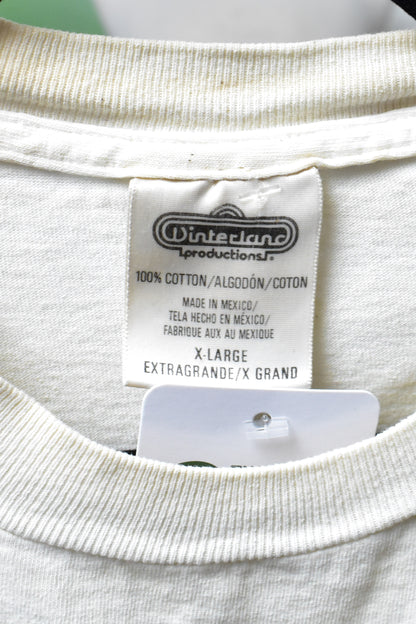 Winterland
productions
100% COTTON/ALGODÓN/COTON
MADE IN MEXICO/
TELA HECHO EN MÉXICO/
FABRIQUE AUX AU MEXIQUE
X-LARGE
EXTRAGRANDE/X GRAND